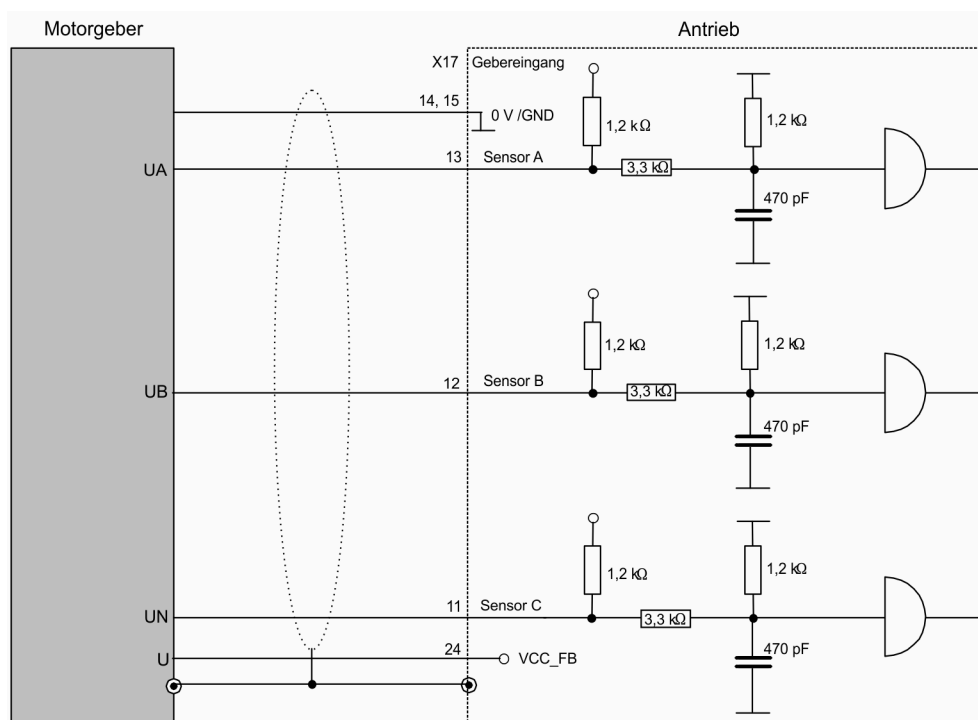 Motorgeber
Antrieb
X17 Gebereingang
14, 15
0 V /GND
1,2 kΩ
1,2 kΩ
UA
13
Sensor A
3,3 kΩ
470 pF
1,2 kΩ
1,2 kΩ
UB
12
Sensor B
3,3 kΩ
470 pF
1,2 kΩ
1,2 kΩ
UN
11
Sensor C
3,3 kΩ
470 pF
U
24
VCC_FB